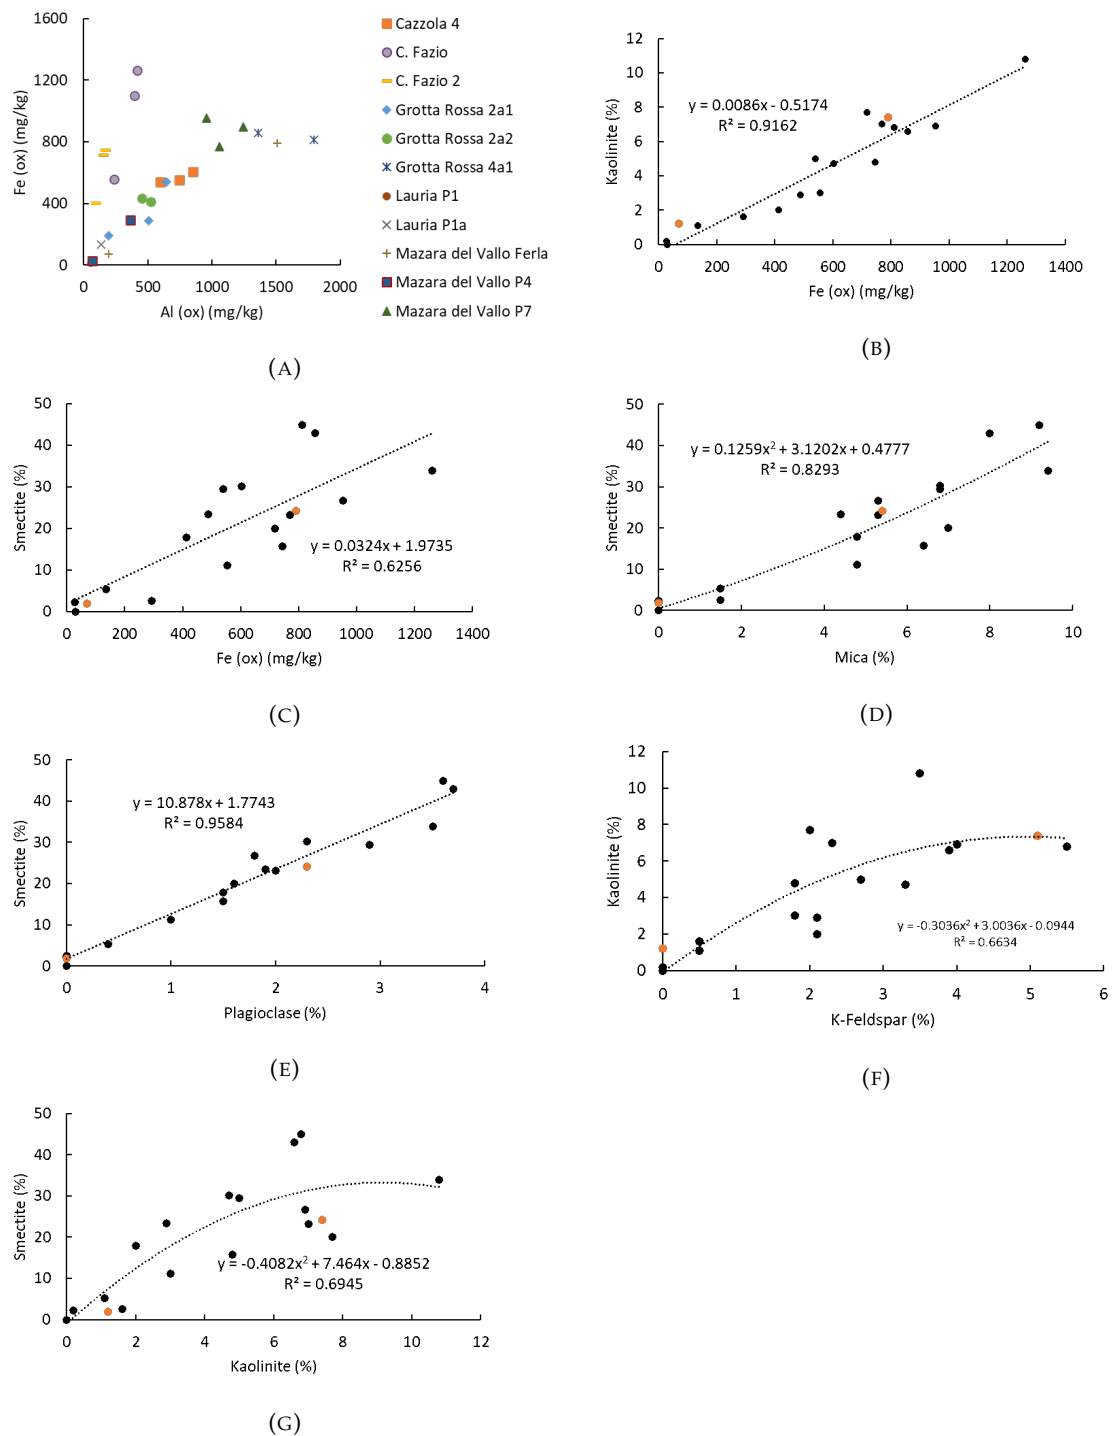 1600
1200
800
400
0
Fe (ox) (mg/kg)
0 500 1000 1500 2000
Al (ox) (mg/kg)
Cazzola 4
C. Fazio
C. Fazio 2
Grotta Rossa 2a1
Grotta Rossa 2a2
Grotta Rossa 4a1
Lauria P1
Lauria P1a
Mazara del Vallo Ferla
Mazara del Vallo P4
Mazara del Vallo P7
(A)
12
10
8
6
4
2
0
Kaolinite (%)
y = 0.0086x - 0.5174
R² = 0.9162
0 200 400 600 800 1000 1200 1400
Fe (ox) (mg/kg)
(B)
50
40
30
20
10
0
Smectite (%)
y = 0.0324x + 1.9735
R² = 0.6256
0 200 400 600 800 1000 1200 1400
Fe (ox) (mg/kg)
(C)
50
40
30
20
10
0
Smectite (%)
y = 0.1259x² + 3.1202x + 0.4777
R² = 0.8293
0 2 4 6 8 10
Mica (%)
(D)
50
40
30
20
10
0
Smectite (%)
y = 10.878x + 1.7743
R² = 0.9584
0 1 2 3 4
Plagioclase (%)
(E)
12
10
8
6
4
2
0
Kaolinite (%)
y = -0.3036x² + 3.0036x - 0.0944
R² = 0.6634
0 1 2 3 4 5 6
K-Feldspar (%)
(F)
50
40
30
20
10
0
Smectite (%)
y = -0.4082x² + 7.464x - 0.8852
R² = 0.6945
0 2 4 6 8 10 12
Kaolinite (%)
(G)